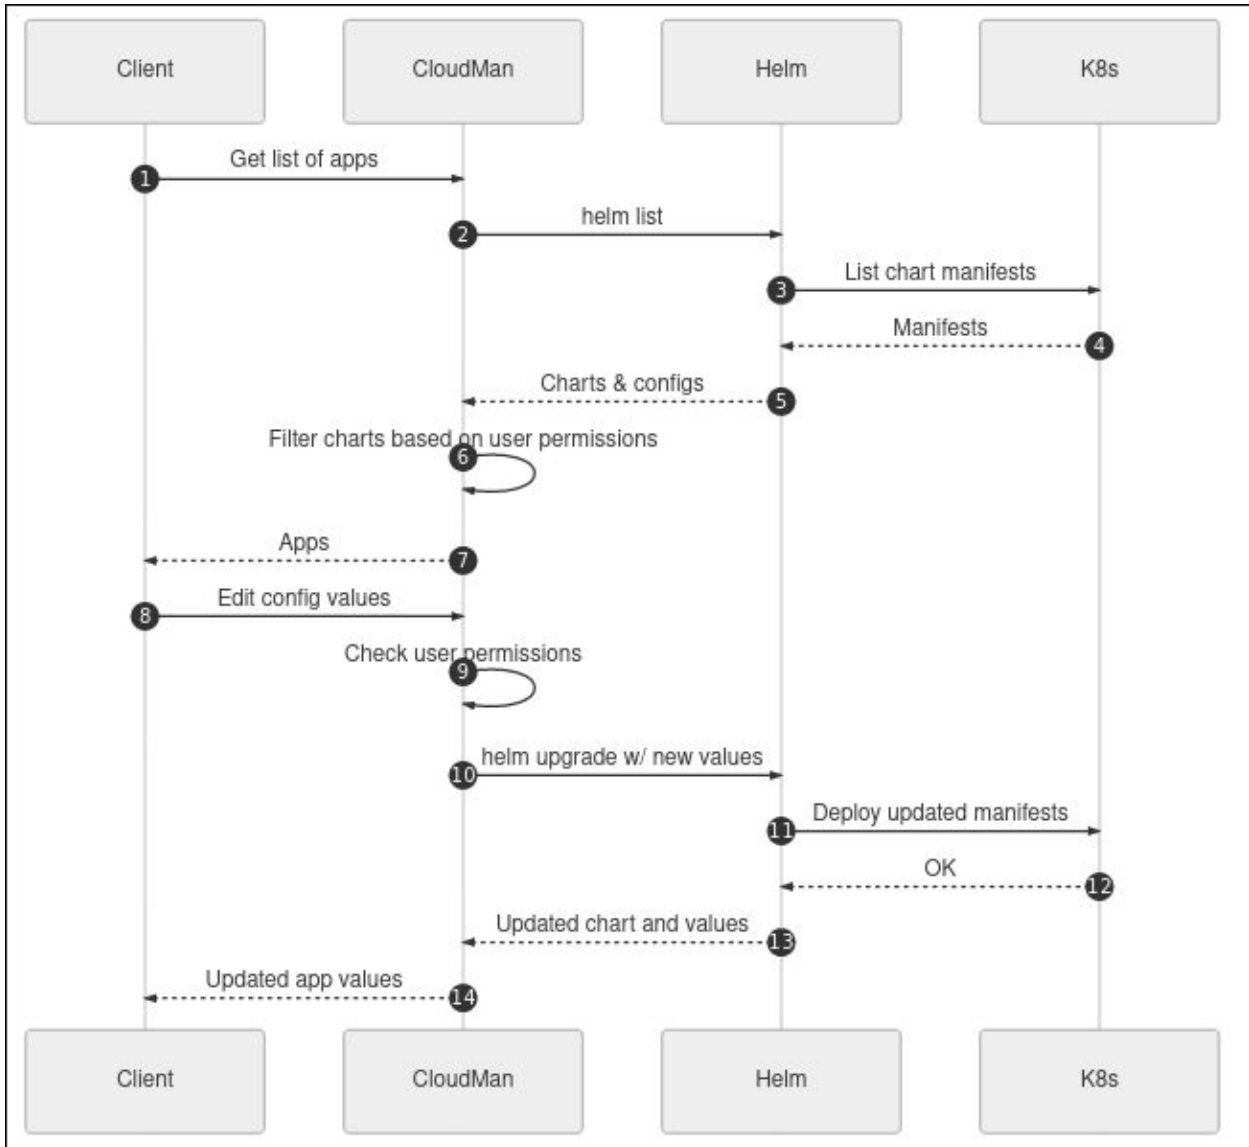 Client
CloudMan
Helm
K8s
Get list of apps
1
helm list
2
List chart manifests
3
Manifests
4
Charts & configs
5
Filter charts based on user permissions
6
Apps
7
Edit config values
8
Check user permissions
9
helm upgrade w/ new values
10
Deploy updated manifests
11
OK
12
Updated chart and values
13
Updated app values
14
Client
CloudMan
Helm
K8s